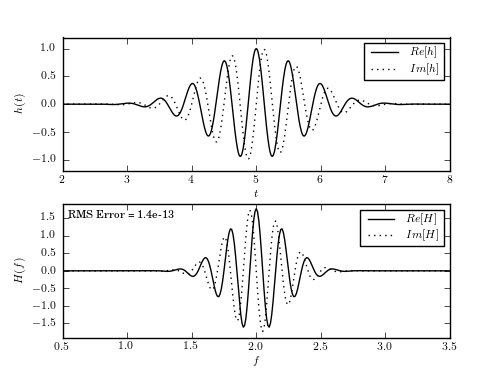 1.0
0.5
0.0
−0.5
−1.0
h(t)
Re[h]
Im[h]
2 3 4 5 6 7 8
t
RMS Error = 1.4e-13
1.5
1.0
0.5
0.0
−0.5
−1.0
−1.5
H(f)
Re[H]
Im[H]
0.5 1.0 1.5 2.0 2.5 3.0 3.5
f